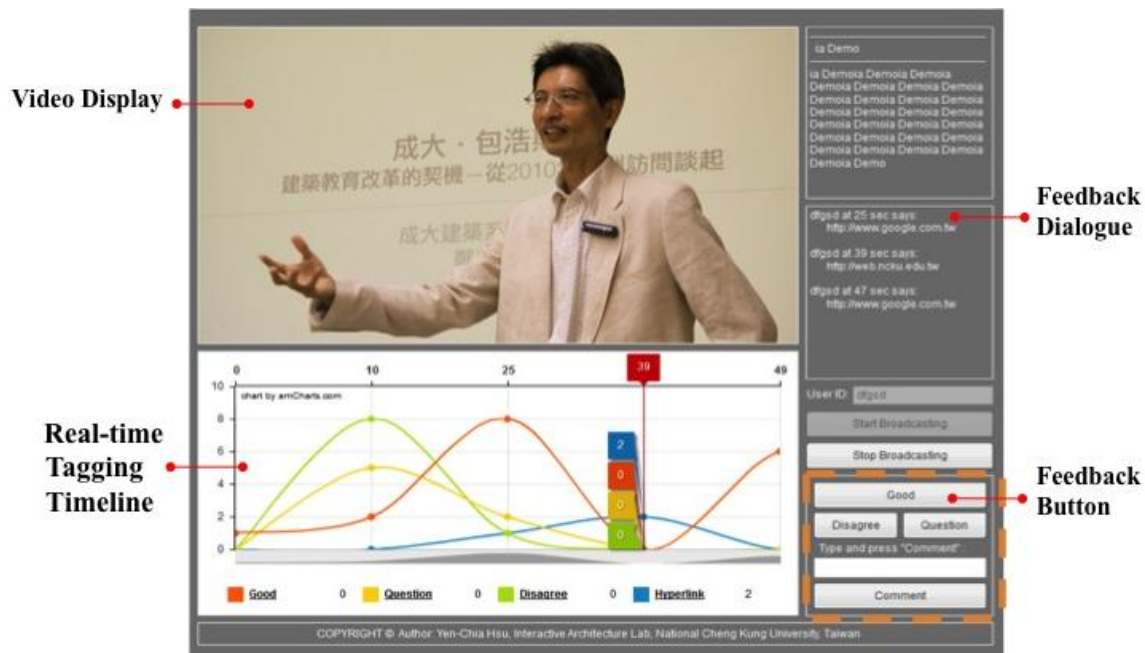 Video Display
成大·包浩
建築教育改革的契機–從2010 訪問談起
成大建築
ia Demo
ia Demoia Demoia Demoia
Demoia Demoia Demoia Demoia
Demoia Demoia Demoia Demoia
Demoia Demoia Demoia Demoia
Demoia Demoia Demoia Demoia
Demoia Demoia Demoia Demoia
Demoia Demoia Demoia Demoia
Demoia Demo
Feedback
Dialogue
dfgsd at 25 sec says:
http://www.google.com.tw
dfgsd at 39 sec says:
http://web.ncku.edu.tw
dfgsd at 47 sec says:
http://www.google.com.tw
Real-time
Tagging
Timeline
0 10 25 39 49
chart by amCharts.com
10
8
6
4
2
0
2
0
0
0
Good 0 Question 0 Disagree 0 Hyperlink 2
User ID: dfgsd
Start Broadcasting
Stop Broadcasting
Feedback
Button
Good
Disagree Question
Type and press "Comment"
Comment
COPYRIGHT © Author: Yen-Chia Hsu, Interactive Architecture Lab, National Cheng Kung University, Taiwan